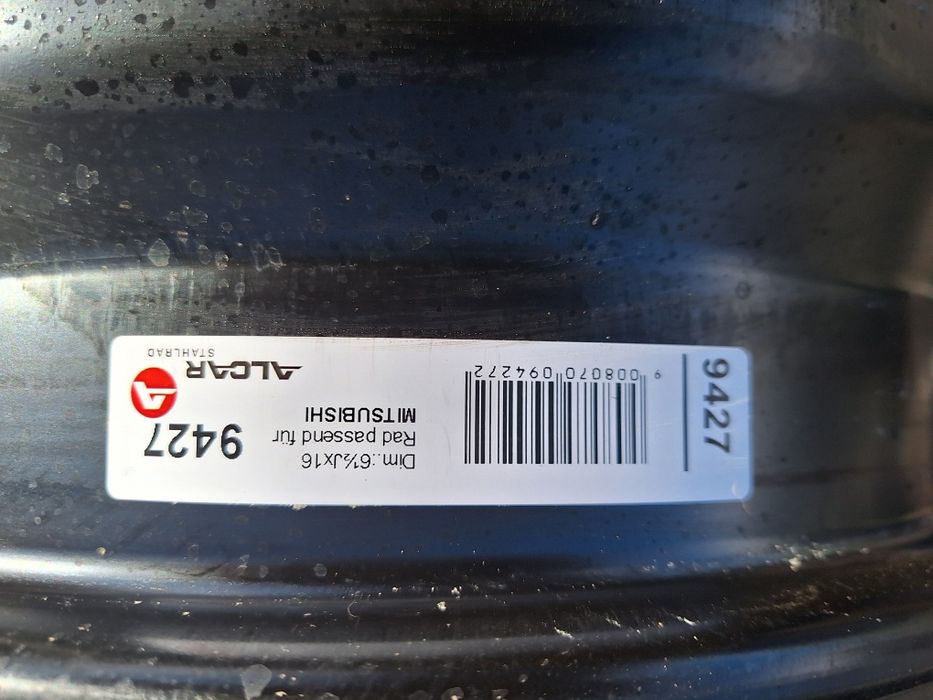 9427
9 008070 094272
Dim.:6½Jx16
Rad passend für
MITSUBISHI
9427
ALCAR
STAHLRAD